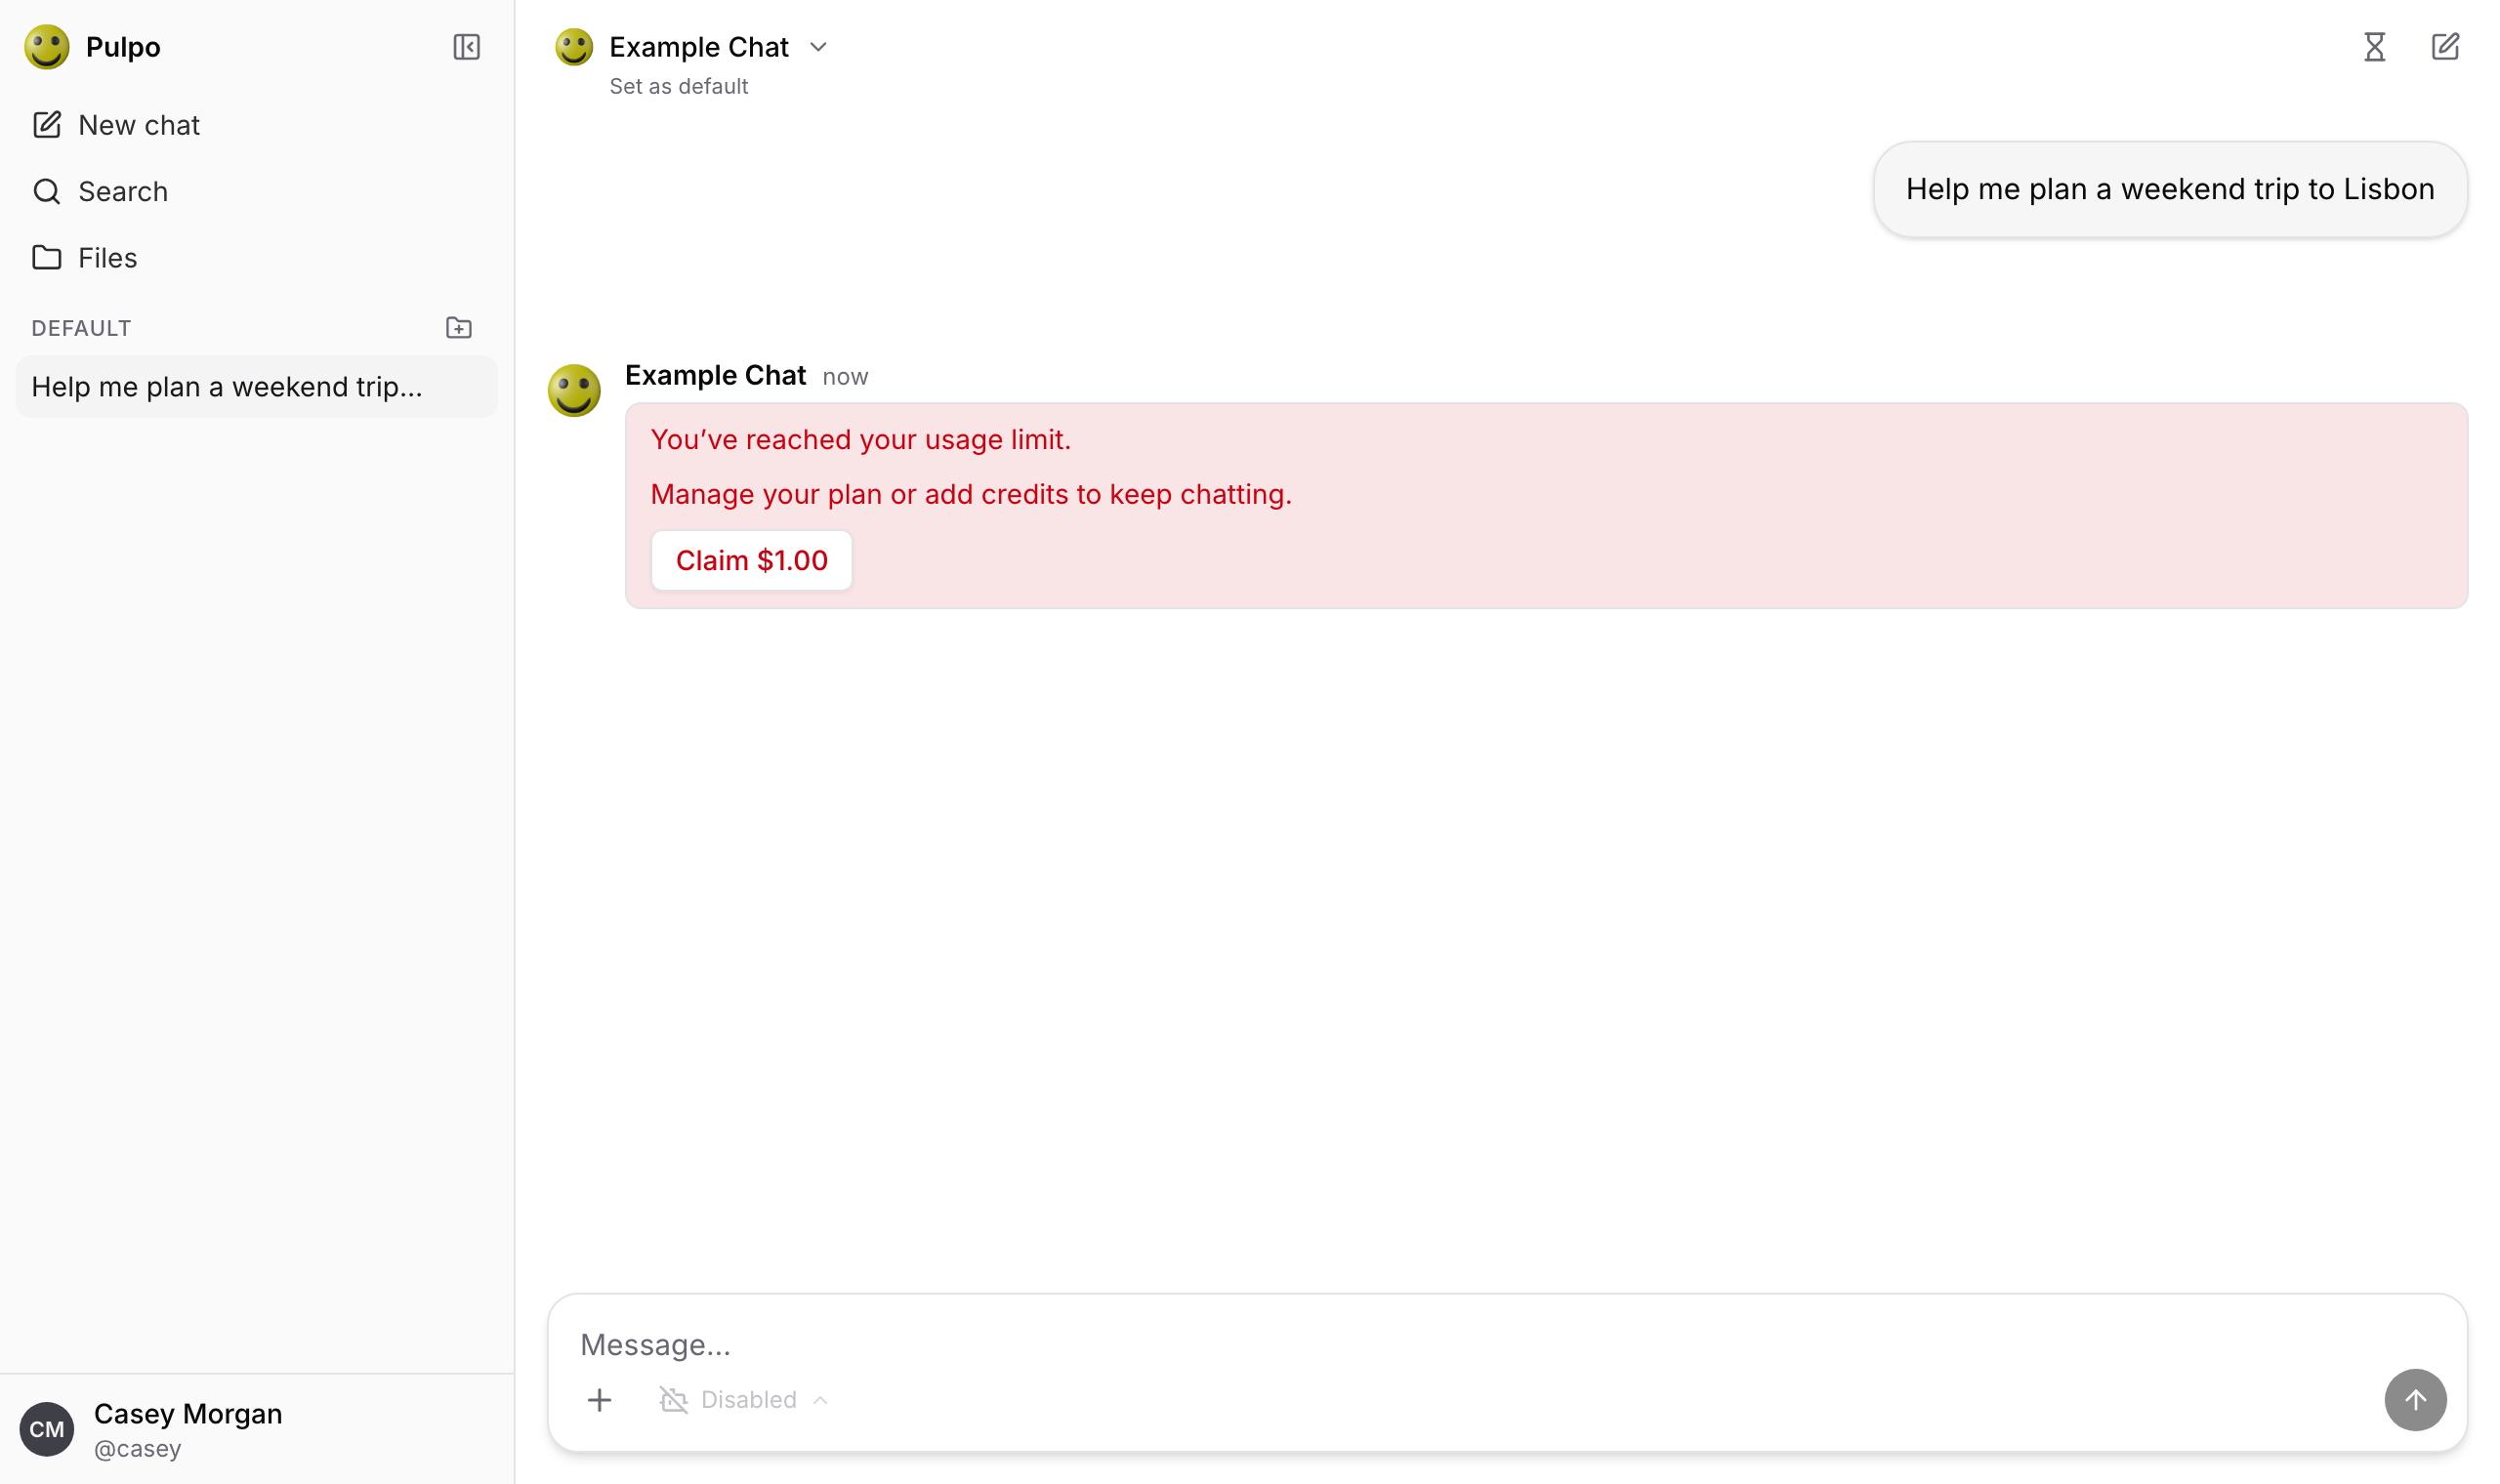 Pulpo
New chat
Search
Files
DEFAULT
Help me plan a weekend trip...
Casey Morgan
@casey
CM
Example Chat
Set as default
Help me plan a weekend trip to Lisbon
Example Chat now
You’ve reached your usage limit.
Manage your plan or add credits to keep chatting.
Claim $1.00
Message...
Disabled